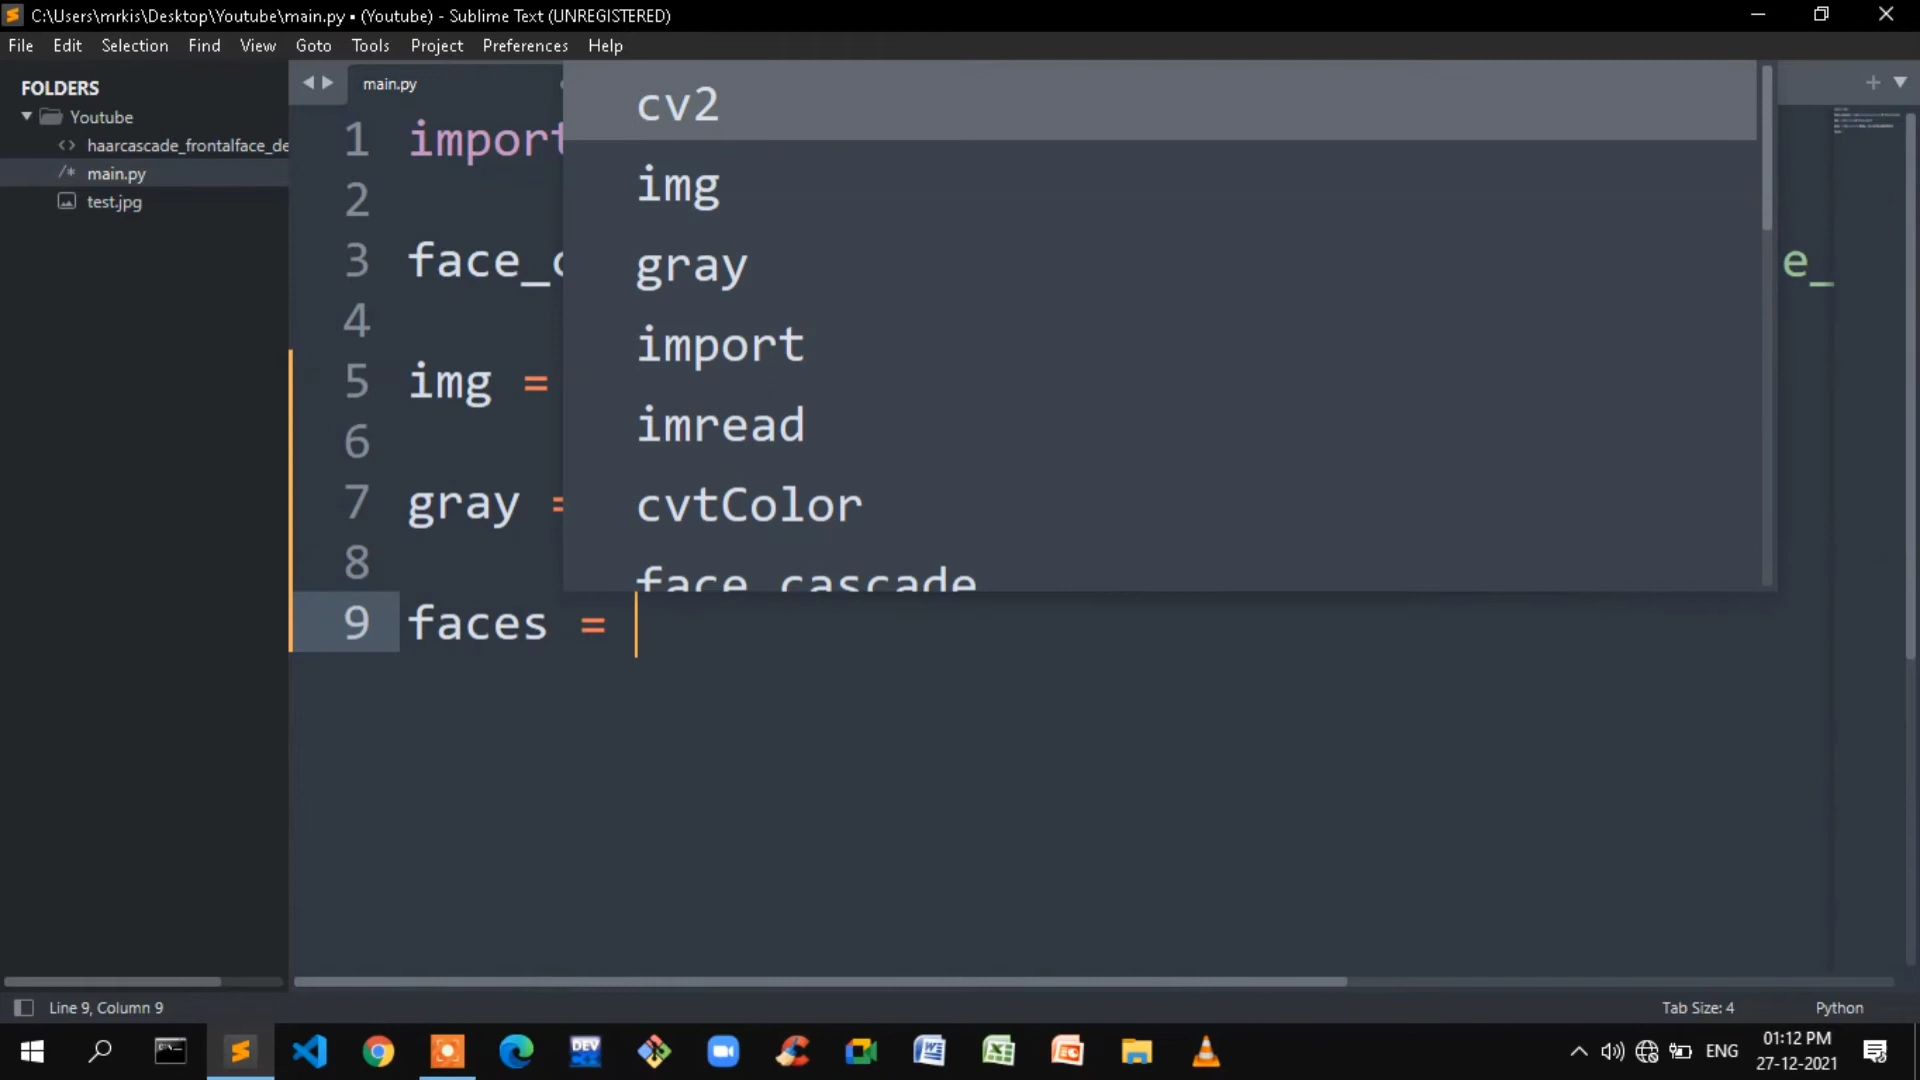 C:\Users\mrkis\Desktop\Youtube\main.py • (Youtube) - Sublime Text (UNREGISTERED)
File Edit Selection Find View Goto Tools Project Preferences Help
FOLDERS
Youtube
haarcascade_frontalface_de
main.py
test.jpg
main.py
1 import
2
3 face_c e_
4
5 img =
6
7 gray =
8
9 faces =
cv2
img
gray
import
imread
cvtColor
face_cascade
Line 9, Column 9
Tab Size: 4 Python
DEV
ENG
01:12 PM
27-12-2021